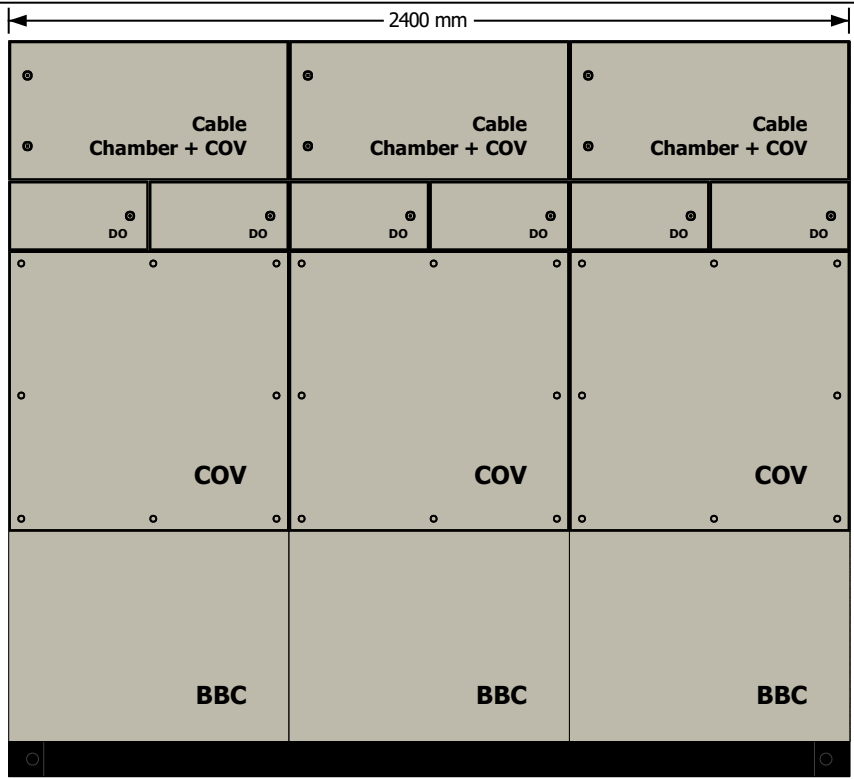 2400 mm
Cable
Chamber + COV
Cable
Chamber + COV
Cable
Chamber + COV
DO
DO
DO
DO
DO
DO
COV
COV
COV
BBC
BBC
BBC